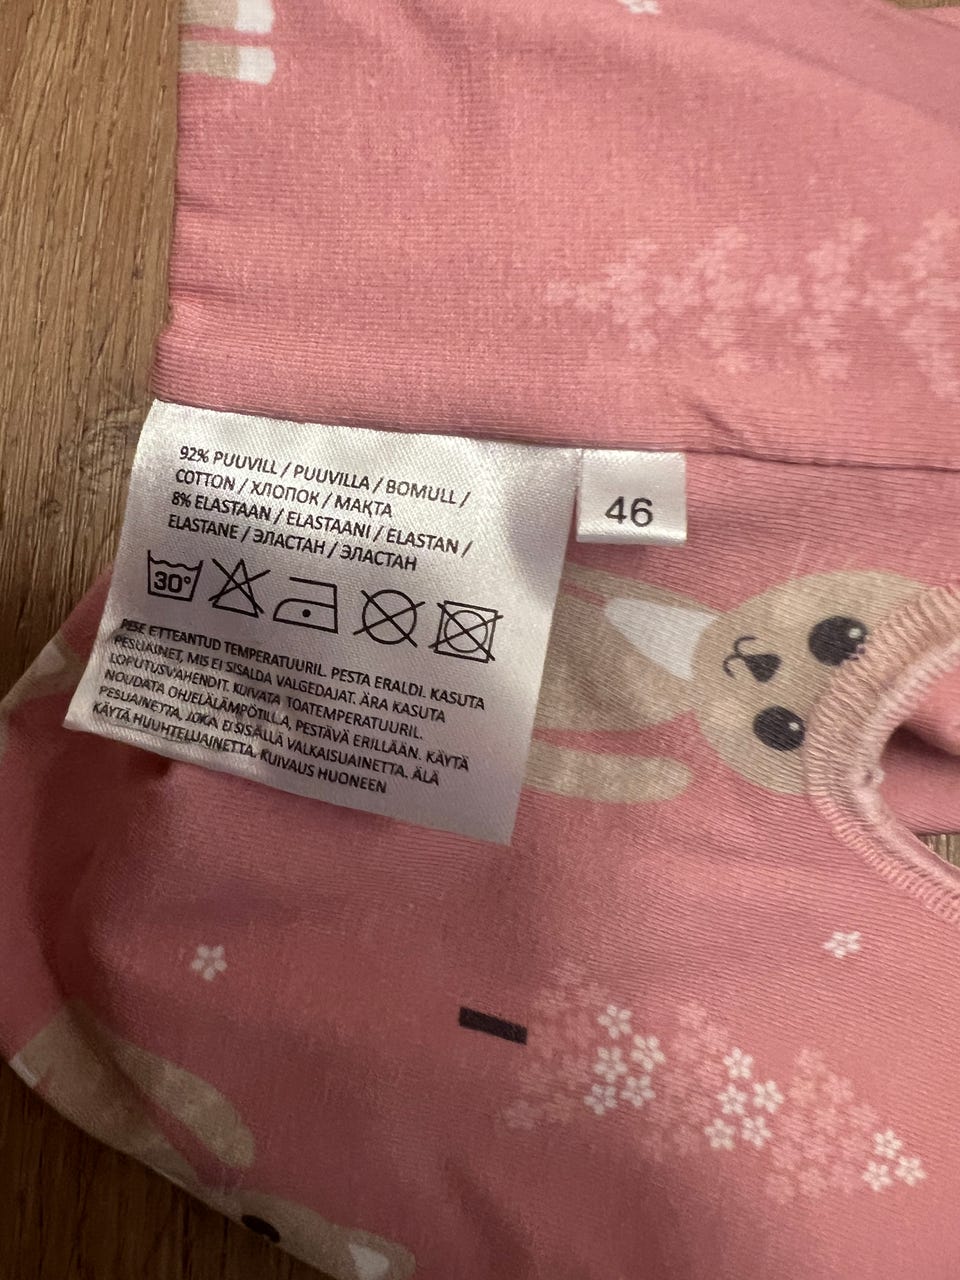 92% PUUVILL / PUUVILLA / BOMULL /
COTTON / ХЛОПОК / МАКТА
8% ELASTAAN / ELASTAANI / ELASTAN /
ELASTANE / ЭЛАСТАН / ЭЛАСТАН
30°
PESE ETTEANTUD TEMPERATUURIL. PESTA ERALDI. KASUTA
PESUAINET, MIS EI SISALDA VALGEDAJAT. ÄRA KASUTA
LOPUTUSVAHENDIT. KUIVATA TOATEMPERATUURIL.
NOUDATA OHJELÄLÄMPÖTILLA, PESTÄVÄ ERILLÄÄN. KÄYTÄ
PESUAINETTA, JOKA EI SISÄLLÄ VALKAISUAINETTA. ÄLÄ
KÄYTÄ HUUHTELUAINETTA. KUIVAUS HUONEEN
46